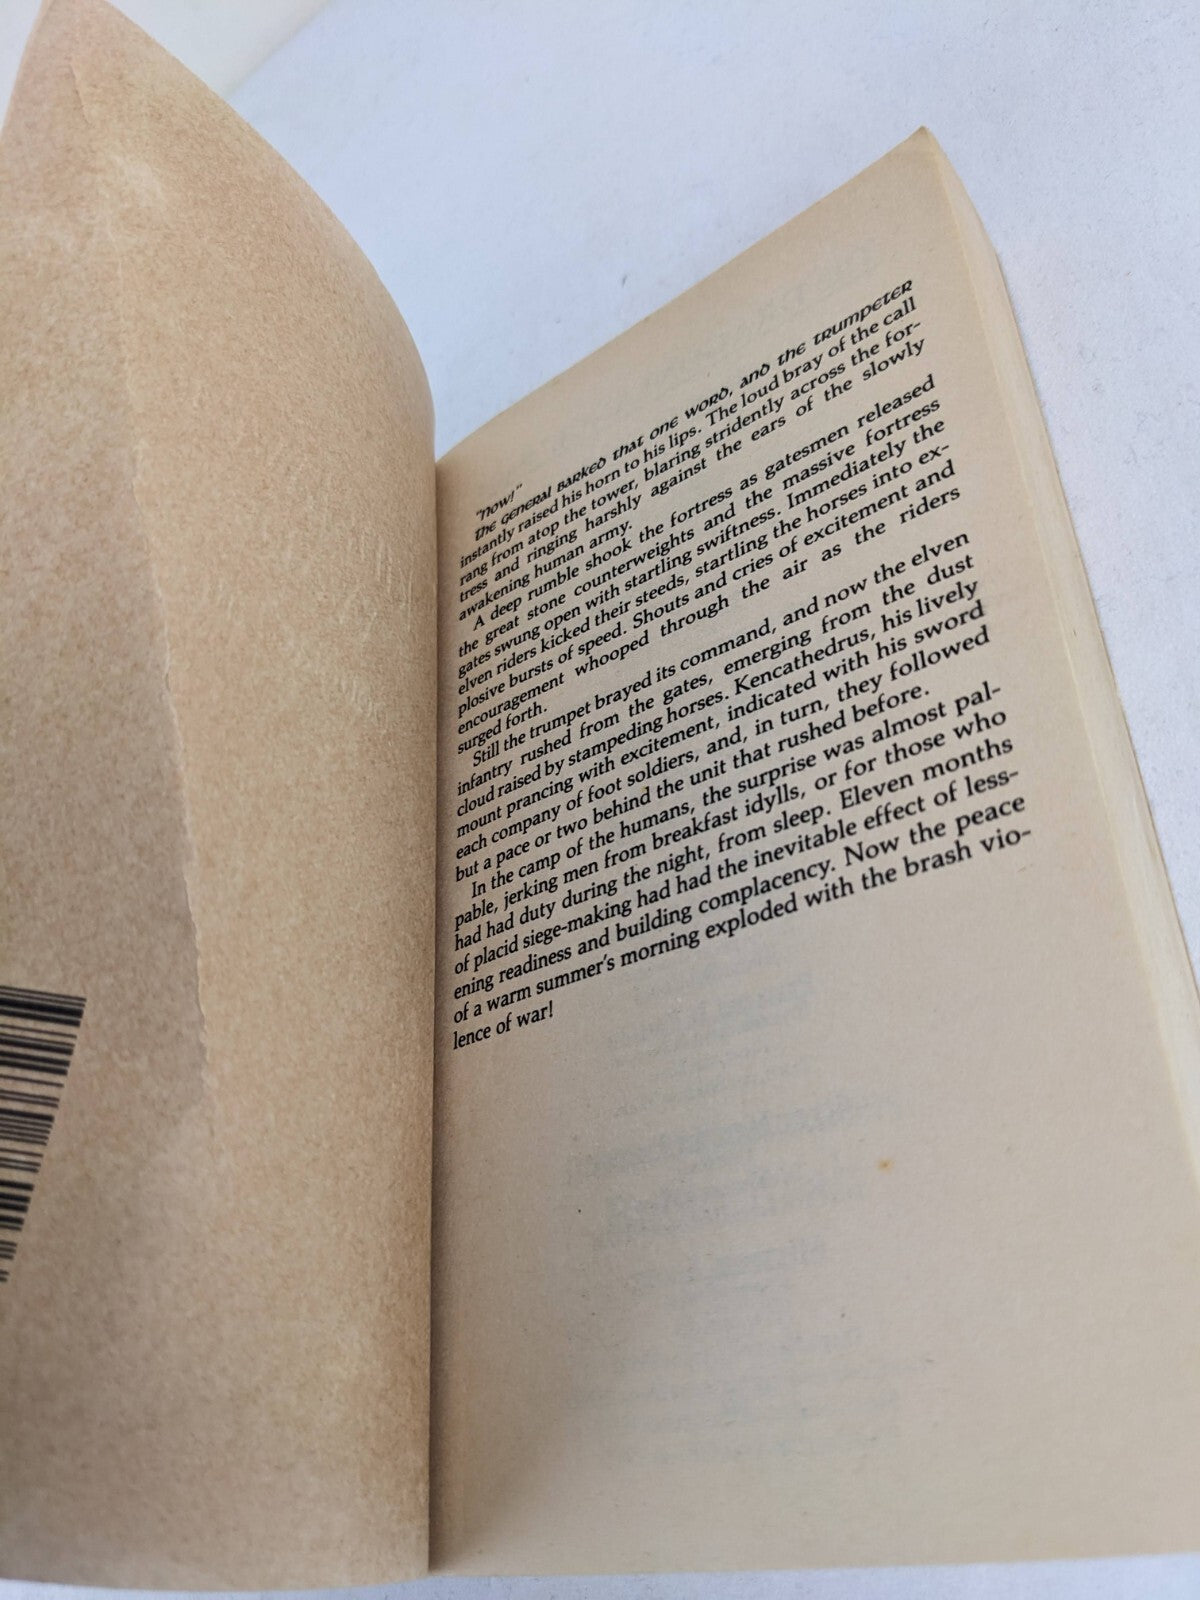 "Now!"
The General barked that one word, and the trumpeter
instantly raised his horn to his lips. The loud bray of the call
rang from atop the tower, blaring stridently across the for-
tress and ringing harshly against the ears of the slowly
awakening human army.
A deep rumble shook the fortress as gatesmen released
the great stone counterweights and the massive fortress
gates swung open with startling swiftness. Immediately the
elven riders kicked their steeds, startling the horses into ex-
plosive bursts of speed. Shouts and cries of excitement and
encouragement whooped through the air as the riders
surged forth.
Still the trumpet brayed its command, and now the elven
infantry rushed from the gates, emerging from the dust
cloud raised by stampeding horses. Kencathedrus, his lively
mount prancing with excitement, indicated with his sword
each company of foot soldiers, and, in turn, they followed
but a pace or two behind the unit that rushed before.
In the camp of the humans, the surprise was almost pal-
pable, jerking men from breakfast idylls, or for those who
had had duty during the night, from sleep. Eleven months
of placid siege-making had had the inevitable effect of less-
ening readiness and building complacency. Now the peace
of a warm summer's morning exploded with the brash vio-
lence of war!